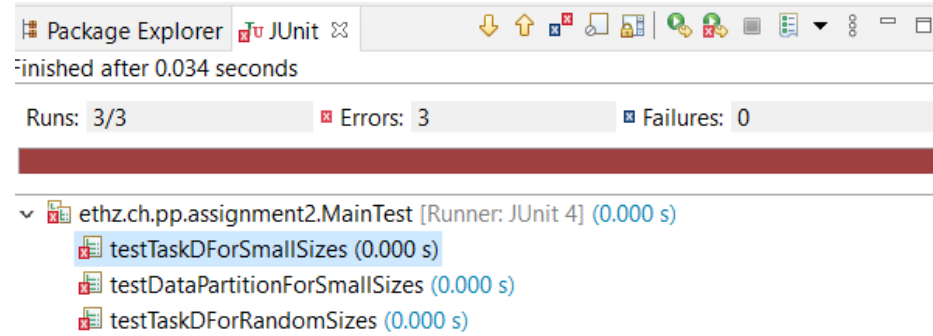 Package Explorer JUnit
Finished after 0.034 seconds
Runs: 3/3 Errors: 3 Failures: 0
ethz.ch.pp.assignment2.MainTest [Runner: JUnit 4] (0.000 s)
testTaskDForSmallSizes (0.000 s)
testDataPartitionForSmallSizes (0.000 s)
testTaskDForRandomSizes (0.000 s)